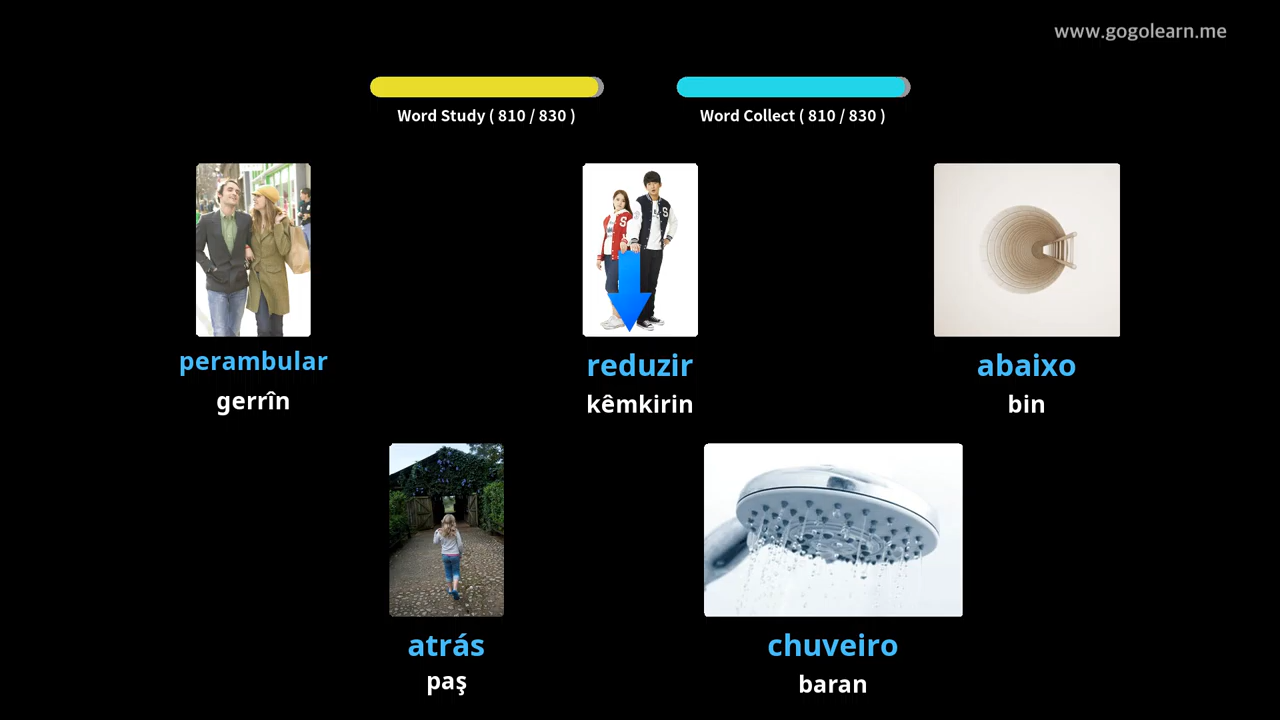 www.gogolearn.me
Word Study ( 810 / 830 )
Word Collect ( 810 / 830 )
perambular
gerrîn
reduzir
kêmkirin
abaixo
bin
atrás
paş
chuveiro
baran